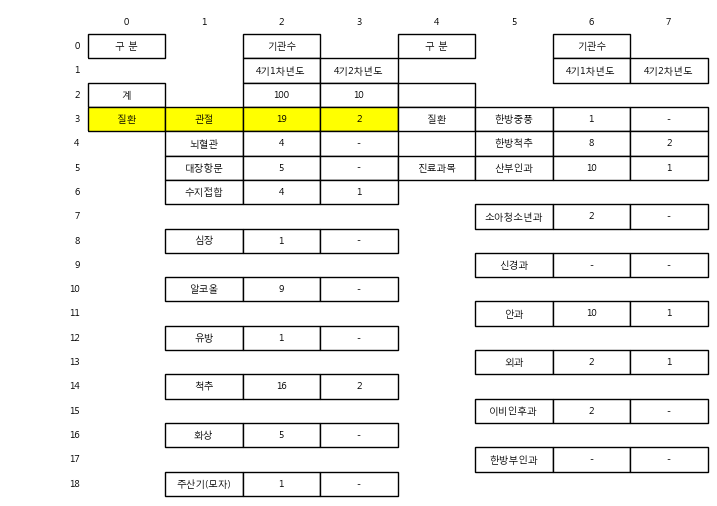 0 1 2 3 4 5 6 7
0 구 분 기관수 구 분 기관수
1 4기1차년도 4기2차년도 4기1차년도 4기2차년도
2 계 100 10
3 질환 관절 19 2 질환 한방중풍 1 -
4 뇌혈관 4 - 한방척추 8 2
5 대장항문 5 - 진료과목 산부인과 10 1
6 수지접합 4 1
7 소아청소년과 2 -
8 심장 1 -
9 신경과 - -
10 알코올 9 -
11 안과 10 1
12 유방 1 -
13 외과 2 1
14 척추 16 2
15 이비인후과 2 -
16 화상 5 -
17 한방부인과 - -
18 주산기(모자) 1 -